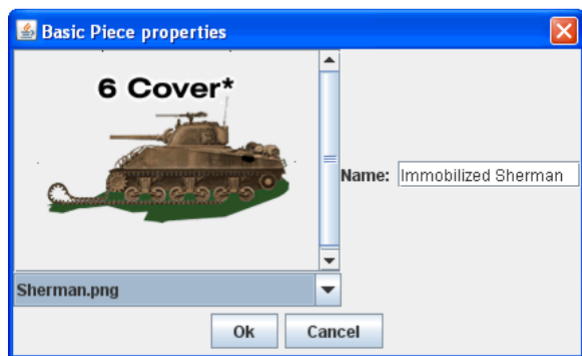 Basic Piece properties
6 Cover*
Name: Immobilized Sherman
Sherman.png
Ok Cancel